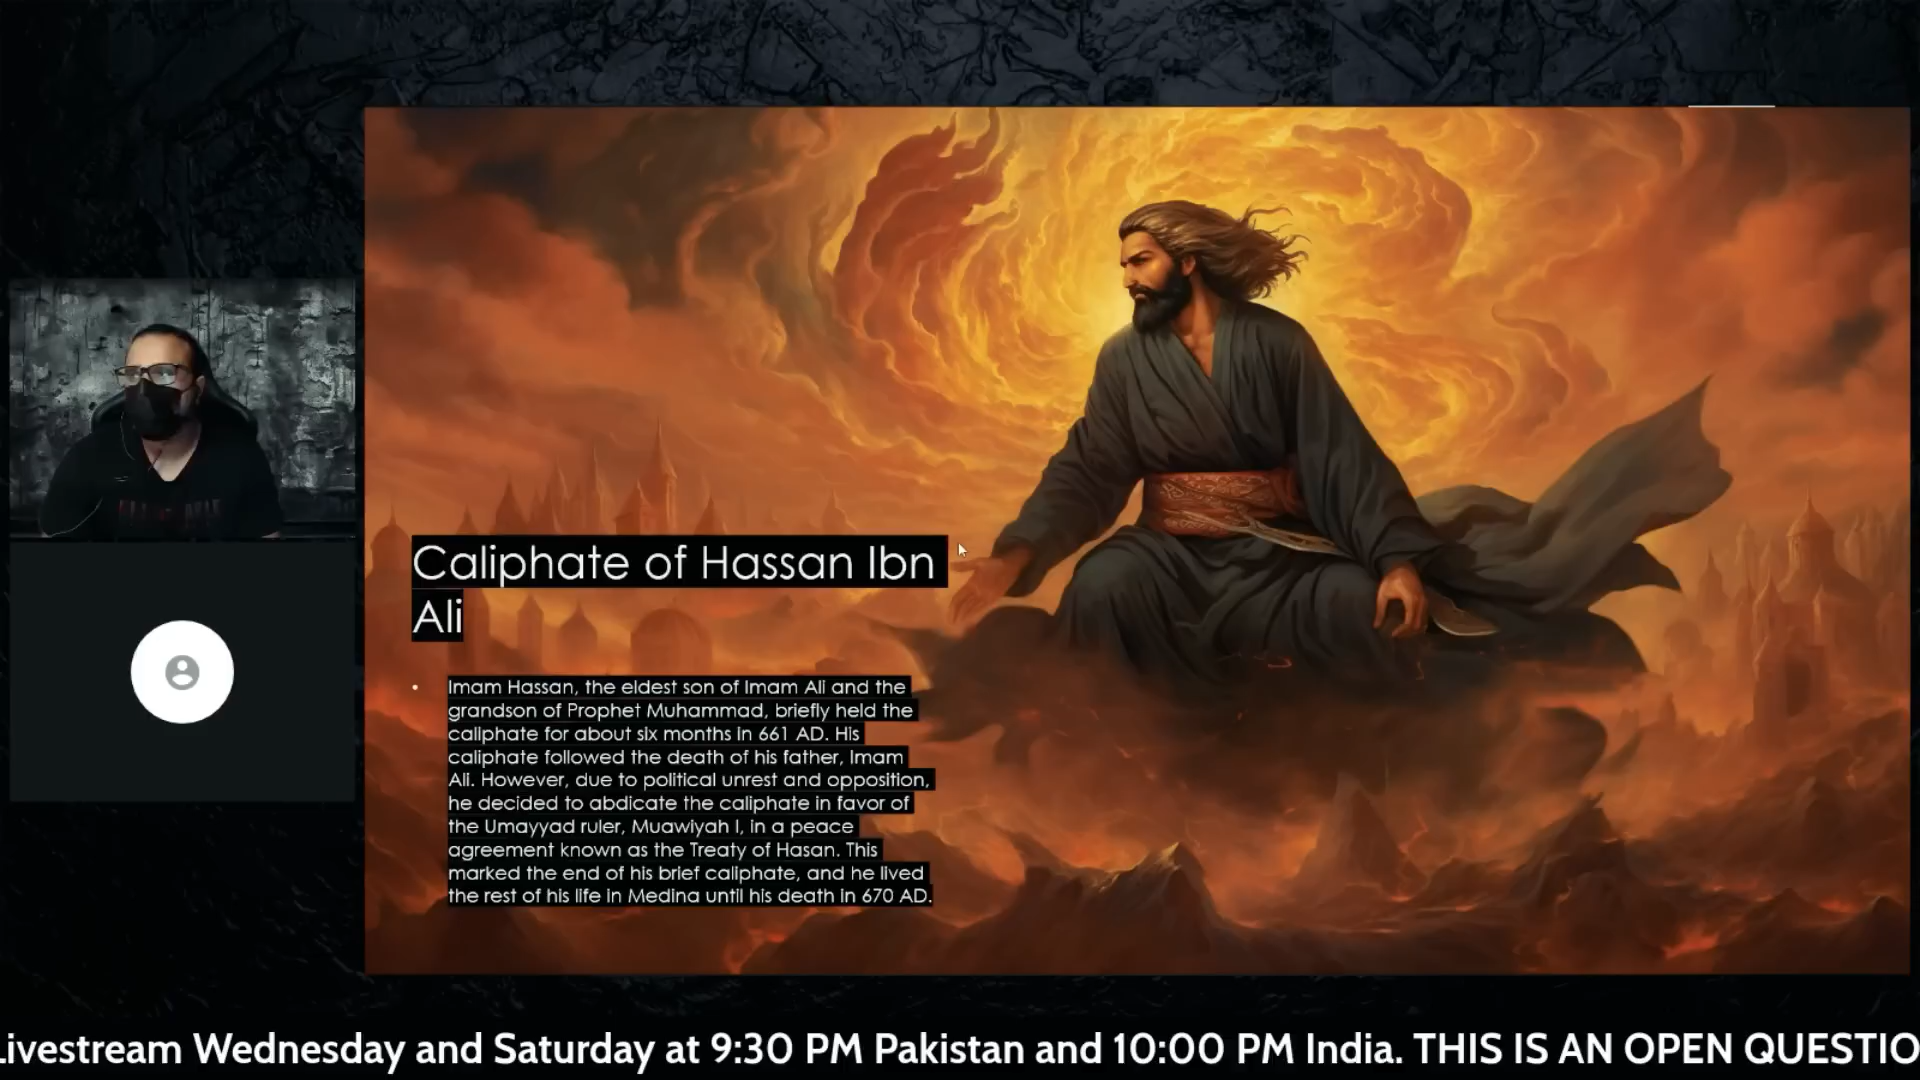 Caliphate of Hassan Ibn
Ali
• Imam Hassan, the eldest son of Imam Ali and the
grandson of Prophet Muhammad, briefly held the
caliphate for about six months in 661 AD. His
caliphate followed the death of his father, Imam
Ali. However, due to political unrest and opposition,
he decided to abdicate the caliphate in favor of
the Umayyad ruler, Muawiyah I, in a peace
agreement known as the Treaty of Hasan. This
marked the end of his brief caliphate, and he lived
the rest of his life in Medina until his death in 670 AD.
Livestream Wednesday and Saturday at 9:30 PM Pakistan and 10:00 PM India. THIS IS AN OPEN QUESTIO